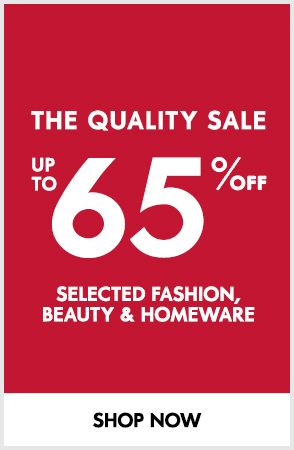 THE QUALITY SALE
UP TO 65% OFF
SELECTED FASHION,
BEAUTY & HOMEWARE
SHOP NOW